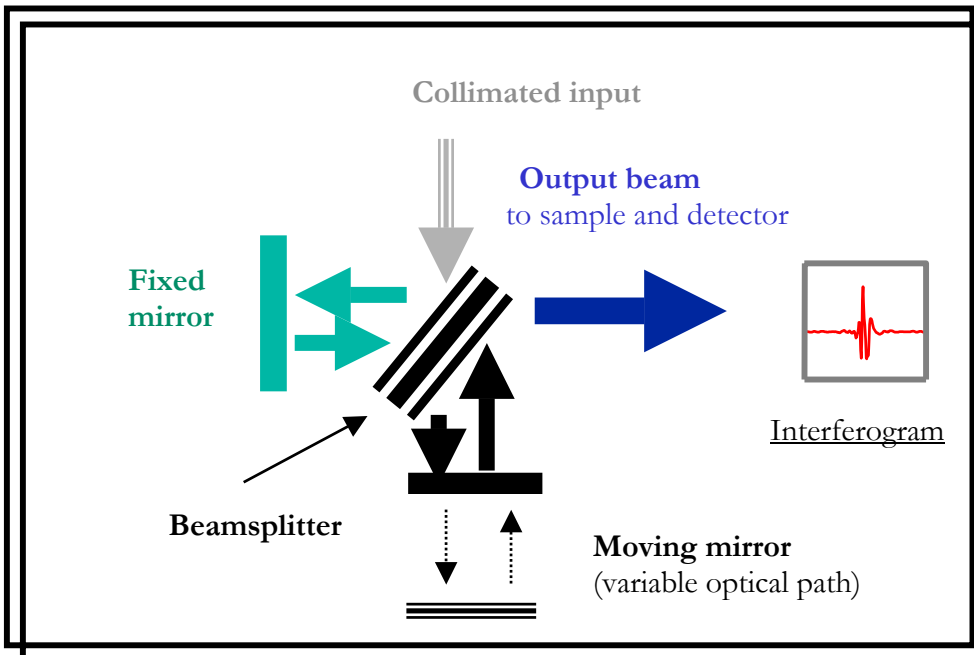 Collimated input
Output beam
to sample and detector
Fixed
mirror
Interferogram
Beamsplitter
Moving mirror
(variable optical path)